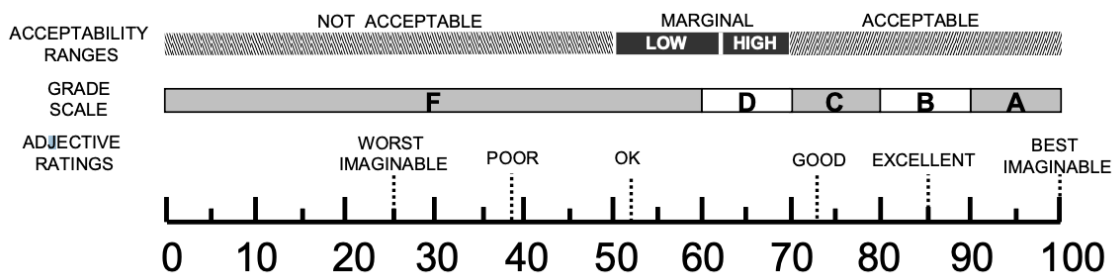 NOT ACCEPTABLE MARGINAL ACCEPTABLE
ACCEPTABILITY
RANGES
LOW HIGH
GRADE
SCALE
F D C B A
ADJECTIVE
RATINGS
WORST
IMAGINABLE
POOR OK GOOD EXCELLENT
BEST
IMAGINABLE
0 10 20 30 40 50 60 70 80 90 100